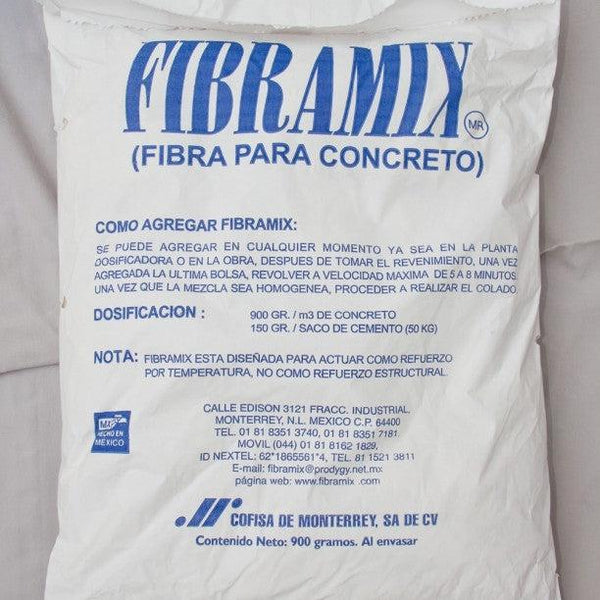 FIBRAMIX MR
(FIBRA PARA CONCRETO)
COMO AGREGAR FIBRAMIX:
SE PUEDE AGREGAR EN CUALQUIER MOMENTO YA SEA EN LA PLANTA
DOSIFICADORA O EN LA OBRA, DESPUES DE TOMAR EL REVENIMIENTO, UNA VEZ
AGREGADA LA ULTIMA BOLSA, REVOLVER A VELOCIDAD MAXIMA DE 5 A 8 MINUTOS
UNA VEZ QUE LA MEZCLA SEA HOMOGENEA, PROCEDER A REALIZAR EL COLADO.
DOSIFICACION : 900 GR. / m3 DE CONCRETO
150 GR. / SACO DE CEMENTO (50 KG)
NOTA: FIBRAMIX ESTA DISEÑADA PARA ACTUAR COMO REFUERZO
POR TEMPERATURA, NO COMO REFUERZO ESTRUCTURAL.
HECHO EN
MÉXICO
CALLE EDISON 3121 FRACC. INDUSTRIAL
MONTERREY, N.L. MEXICO C.P. 64400
TEL. 01 81 8351 3740, 01 81 8351 7181
MOVIL (044) 01 81 8162 1829.
ID NEXTEL: 62*1865561*4, TEL. 81 1521 3811
E-mail: fibramix@prodygy.net.mx
página web: www.fibramix .com
COFISA DE MONTERREY, SA DE CV
Contenido Neto: 900 gramos. Al envasar